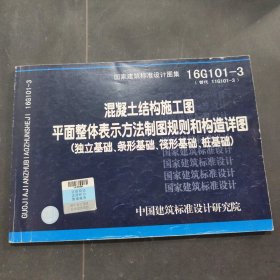 国家建筑标准设计图集 16G101-3
(替代 11G101-3)
混凝土结构施工图
平面整体表示方法制图规则和构造详图
(独立基础、条形基础、筏形基础、桩基础)
国家建筑标准设计
国家建筑标准设计
国家建筑标准设计
国家建筑标准设计
中国建筑标准设计研究院
GUOJIAJIANZHUBIAOZHUNSHEJI 16G101-3